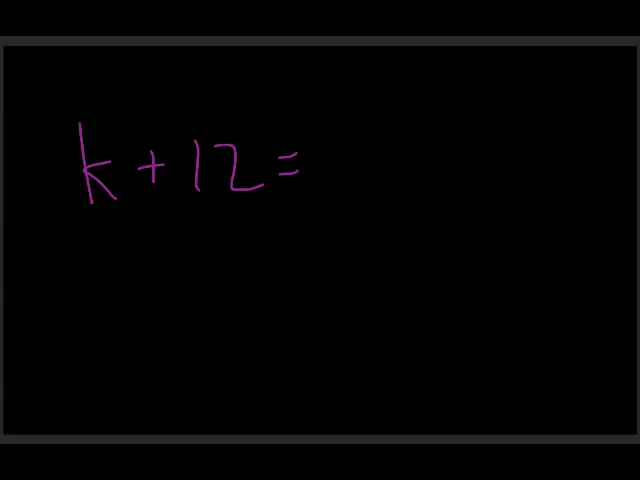 k + 12 =